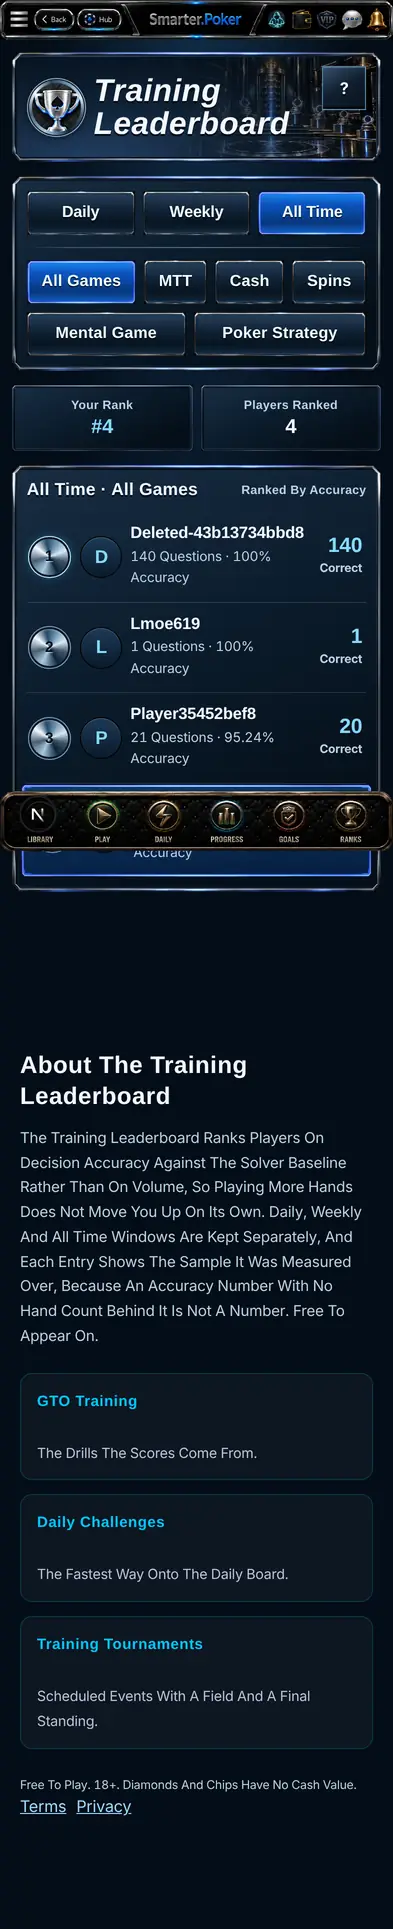 Back
Hub
Smarter.Poker
VIP
Training
Leaderboard
?
Daily
Weekly
All Time
All Games
MTT
Cash
Spins
Mental Game
Poker Strategy
Your Rank
#4
Players Ranked
4
All Time · All Games
Ranked By Accuracy
1
D
Deleted-43b13734bbd8
140 Questions · 100%
Accuracy
140
Correct
2
L
Lmoe619
1 Questions · 100%
Accuracy
1
Correct
3
P
Player35452bef8
21 Questions · 95.24%
Accuracy
20
Correct
N
LIBRARY
PLAY
DAILY
PROGRESS
GOALS
RANKS
Accuracy
About The Training
Leaderboard
The Training Leaderboard Ranks Players On
Decision Accuracy Against The Solver Baseline
Rather Than On Volume, So Playing More Hands
Does Not Move You Up On Its Own. Daily, Weekly
And All Time Windows Are Kept Separately, And
Each Entry Shows The Sample It Was Measured
Over, Because An Accuracy Number With No
Hand Count Behind It Is Not A Number. Free To
Appear On.
GTO Training
The Drills The Scores Come From.
Daily Challenges
The Fastest Way Onto The Daily Board.
Training Tournaments
Scheduled Events With A Field And A Final
Standing.
Free To Play. 18+. Diamonds And Chips Have No Cash Value.
Terms Privacy